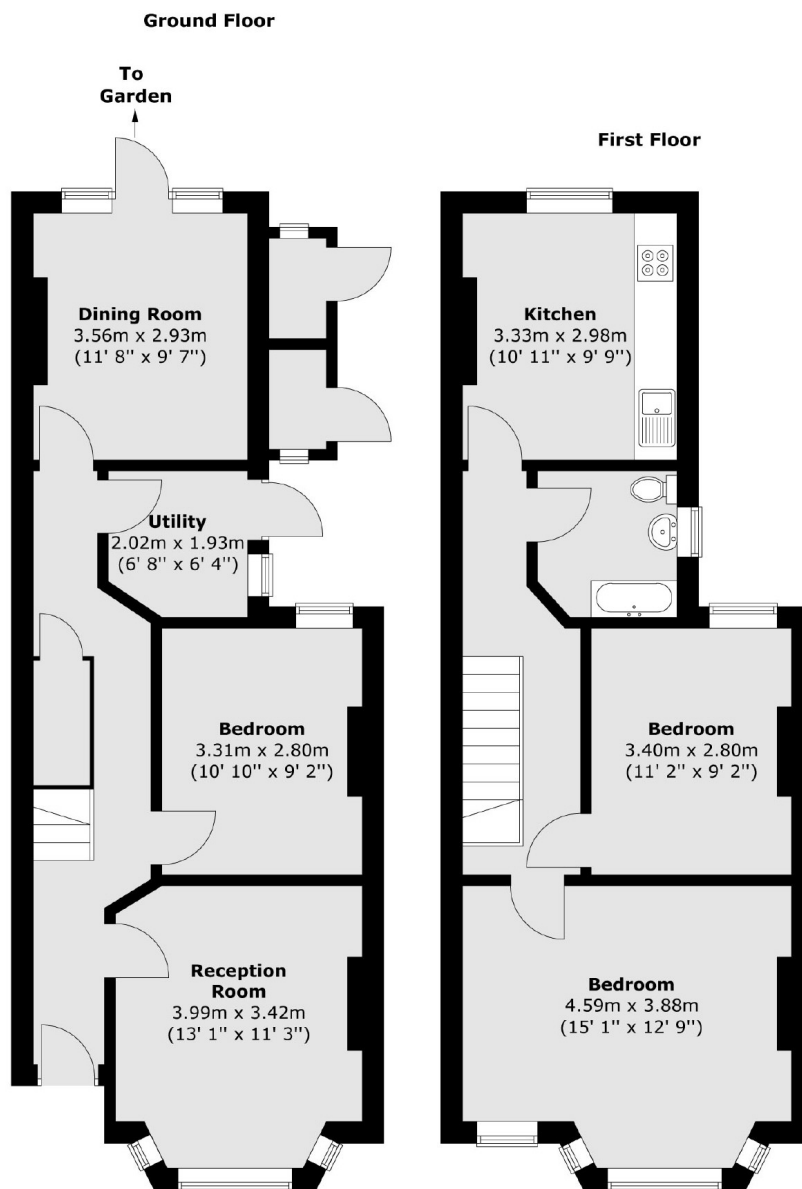 Ground Floor
To
Garden
Dining Room
3.56m x 2.93m
(11' 8'' x 9' 7'')
Utility
2.02m x 1.93m
(6' 8'' x 6' 4'')
Bedroom
3.31m x 2.80m
(10' 10'' x 9' 2'')
Reception
Room
3.99m x 3.42m
(13' 1'' x 11' 3'')
First Floor
Kitchen
3.33m x 2.98m
(10' 11'' x 9' 9'')
Bedroom
3.40m x 2.80m
(11' 2'' x 9' 2'')
Bedroom
4.59m x 3.88m
(15' 1'' x 12' 9'')